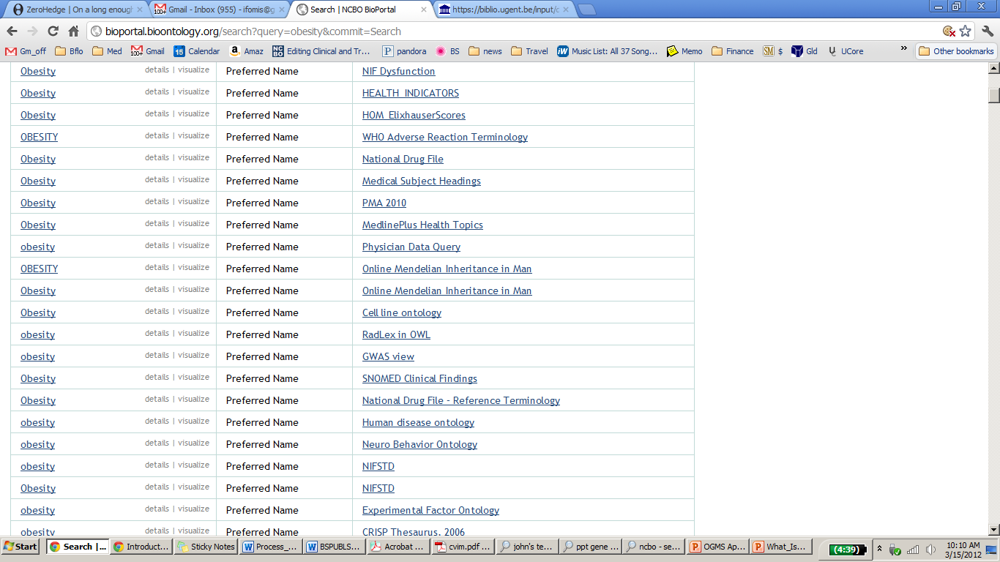 ZeroHedge | On a long enough
Gmail - Inbox (955) - ifomis@g
Search | NCBO BioPortal
https://biblio.ugent.be/input/
bioportal.bioontology.org/search?query=obesity&commit=Search
Gm_off Bflo Med Gmail Calendar Amaz Editing Clinical and Tr... pandora BS news Travel Music List: All 37 Song... Memo Finance $ Gld UCore » Other bookmarks
Obesity details | visualize Preferred Name NIF Dysfunction
Obesity details | visualize Preferred Name HEALTH_INDICATORS
Obesity details | visualize Preferred Name HOM_ElixhauserScores
OBESITY details | visualize Preferred Name WHO Adverse Reaction Terminology
Obesity details | visualize Preferred Name National Drug File
Obesity details | visualize Preferred Name Medical Subject Headings
Obesity details | visualize Preferred Name PMA 2010
Obesity details | visualize Preferred Name MedlinePlus Health Topics
obesity details | visualize Preferred Name Physician Data Query
OBESITY details | visualize Preferred Name Online Mendelian Inheritance in Man
Obesity details | visualize Preferred Name Online Mendelian Inheritance in Man
Obesity details | visualize Preferred Name Cell line ontology
obesity details | visualize Preferred Name RadLex in OWL
obesity details | visualize Preferred Name GWAS view
Obesity details | visualize Preferred Name SNOMED Clinical Findings
Obesity details | visualize Preferred Name National Drug File - Reference Terminology
obesity details | visualize Preferred Name Human disease ontology
obesity details | visualize Preferred Name Neuro Behavior Ontology
obesity details | visualize Preferred Name NIFSTD
Obesity details | visualize Preferred Name NIFSTD
obesity details | visualize Preferred Name Experimental Factor Ontology
obesity details | visualize Preferred Name CRISP Thesaurus, 2006
Start Search |... Introduct... Sticky Notes Process_... BSPUBLS... Acrobat ... cvim.pdf ... john's te... ppt gene ... ncbo - se... OGMS Ap... What_Is... (4:39) 10:10 AM
3/15/2012